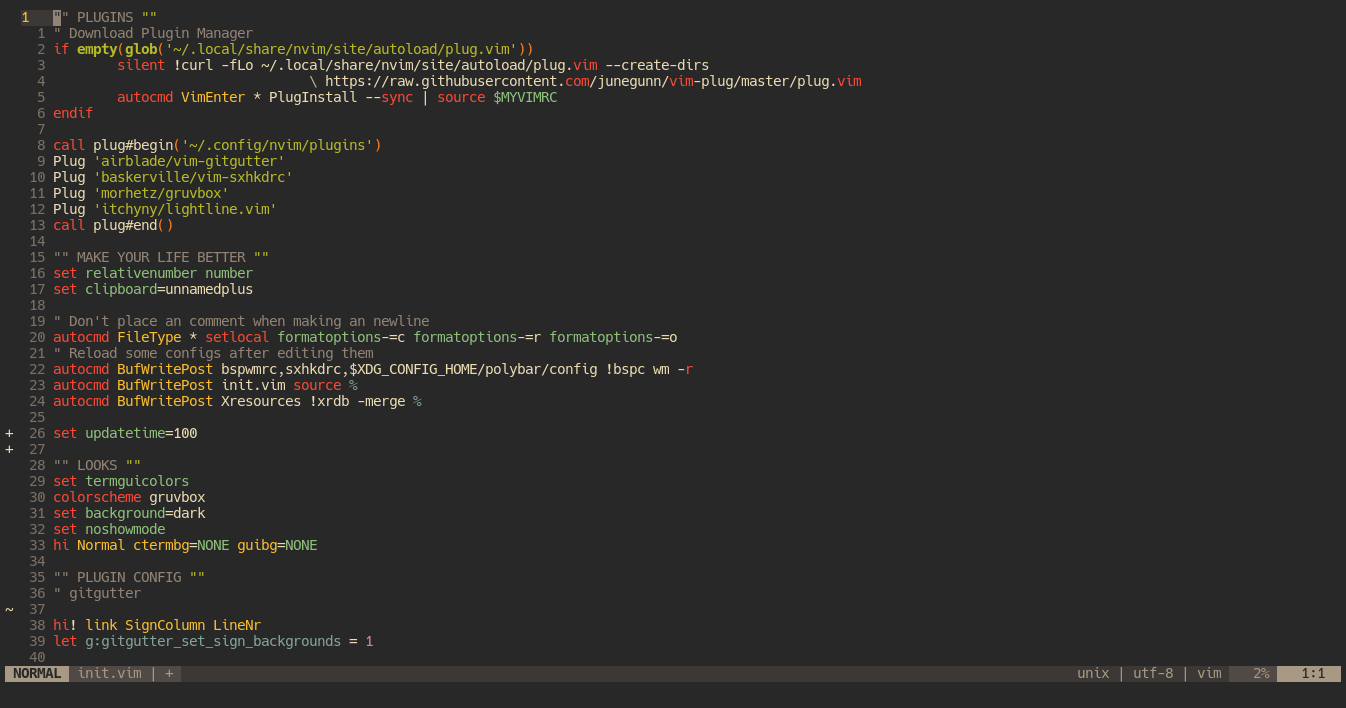 1 "" PLUGINS ""
1 " Download Plugin Manager
2 if empty(glob('~/.local/share/nvim/site/autoload/plug.vim'))
3 silent !curl -fLo ~/.local/share/nvim/site/autoload/plug.vim --create-dirs
4 \ https://raw.githubusercontent.com/junegunn/vim-plug/master/plug.vim
5 autocmd VimEnter * PlugInstall --sync | source $MYVIMRC
6 endif
7
8 call plug#begin('~/.config/nvim/plugins')
9 Plug 'airblade/vim-gitgutter'
10 Plug 'baskerville/vim-sxhkdrc'
11 Plug 'morhetz/gruvbox'
12 Plug 'itchyny/lightline.vim'
13 call plug#end()
14
15 "" MAKE YOUR LIFE BETTER ""
16 set relativenumber number
17 set clipboard=unnamedplus
18
19 " Don't place an comment when making an newline
20 autocmd FileType * setlocal formatoptions-=c formatoptions-=r formatoptions-=o
21 " Reload some configs after editing them
22 autocmd BufWritePost bspwmrc,sxhkdrc,$XDG_CONFIG_HOME/polybar/config !bspc wm -r
23 autocmd BufWritePost init.vim source %
24 autocmd BufWritePost Xresources !xrdb -merge %
25
+ 26 set updatetime=100
+ 27
28 "" LOOKS ""
29 set termguicolors
30 colorscheme gruvbox
31 set background=dark
32 set noshowmode
33 hi Normal ctermbg=NONE guibg=NONE
34
35 "" PLUGIN CONFIG ""
36 " gitgutter
~ 37
38 hi! link SignColumn LineNr
39 let g:gitgutter_set_sign_backgrounds = 1
40
NORMAL init.vim | + unix | utf-8 | vim 2% 1:1